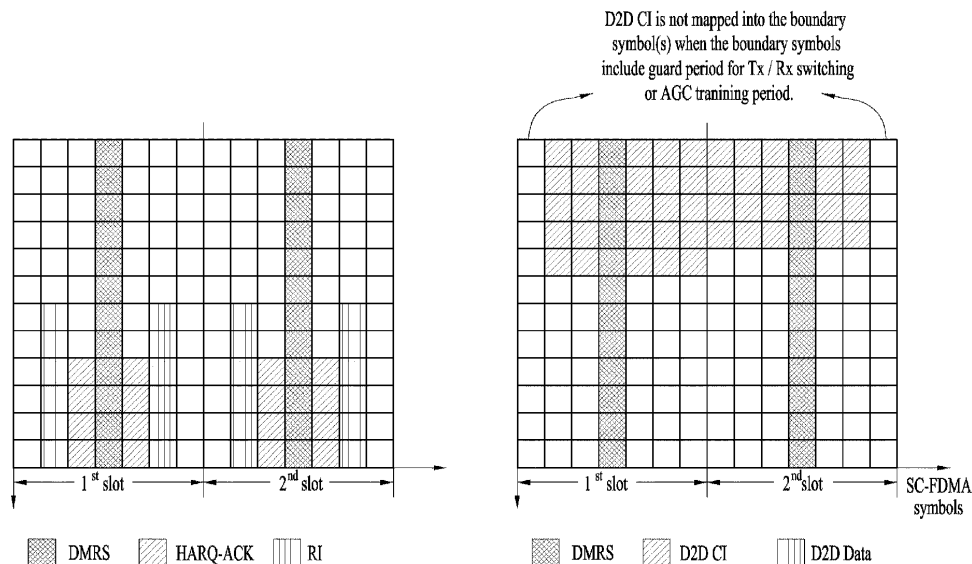 D2D CI is not mapped into the boundary
symbol(s) when the boundary symbols
include guard period for Tx / Rx switching
or AGC tranining period.
1st slot
2nd slot
1st slot
2nd slot
SC-FDMA
symbols
DMRS
HARQ-ACK
RI
DMRS
D2D CI
D2D Data